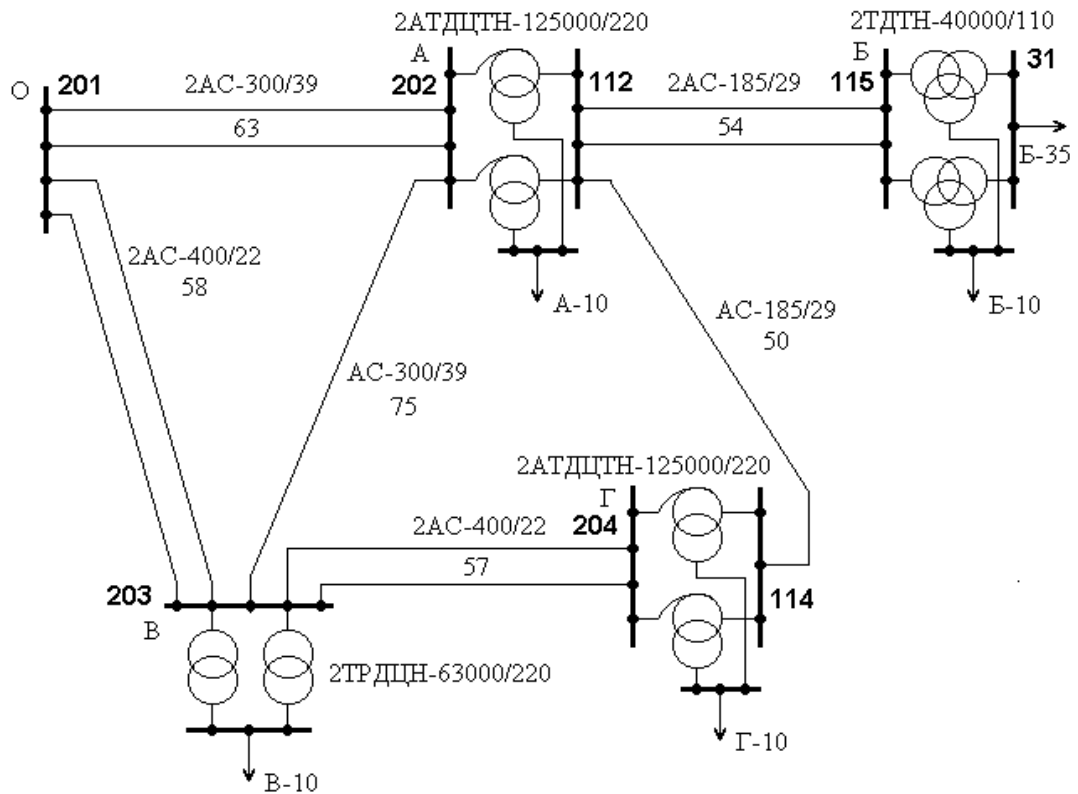 2АТДЦТН-125000/220
2ТДТН-40000/110
А
Б
О
201
2АС-300/39
202
112
2АС-185/29
115
31
63
54
Б-35
2АС-400/22
58
А-10
Б-10
АС-185/29
50
АС-300/39
75
2АТДЦТН-125000/220
Г
2АС-400/22
204
57
203
114
В
2ТРДЦН-63000/220
Г-10
В-10